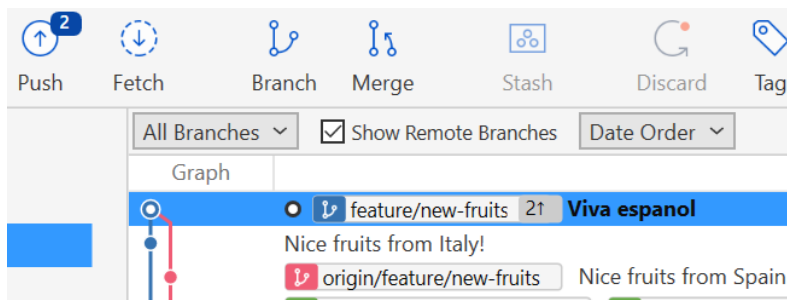 2
Push Fetch Branch Merge Stash Discard Tag
All Branches Show Remote Branches Date Order
Graph
feature/new-fruits 2↑ Viva espanol
Nice fruits from Italy!
origin/feature/new-fruits Nice fruits from Spain